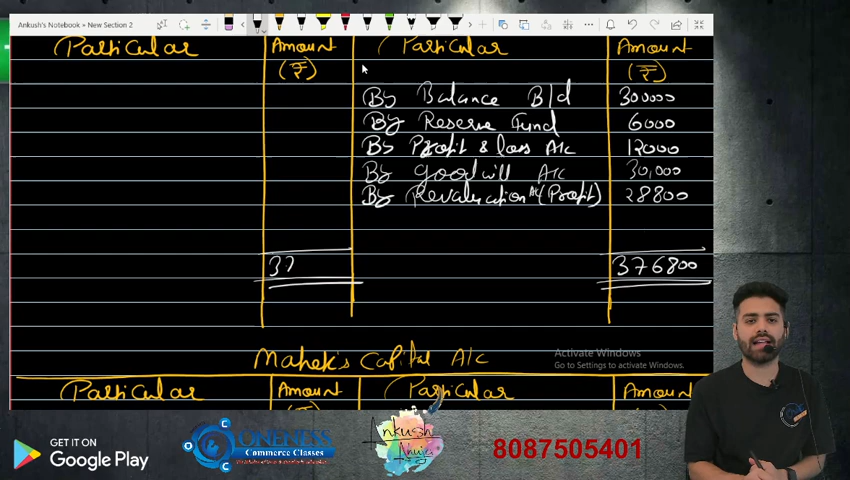 Ankush's Notebook » New Section 2
Particular Amount Particular Amount
(₹) (₹)
By Balance B/d 300000
By Reserve Fund 6000
By Profit & loss A/c 12000
By Goodwill A/c 30,000
By Revaluation A/c (Profit) 28800
37 376800
Mahek's Capital A/c
Particular Amount Particular Amount
Activate Windows
Go to Settings to activate Windows.
GET IT ON
Google Play
ONENESS
Commerce Classes
Ankush
8087505401